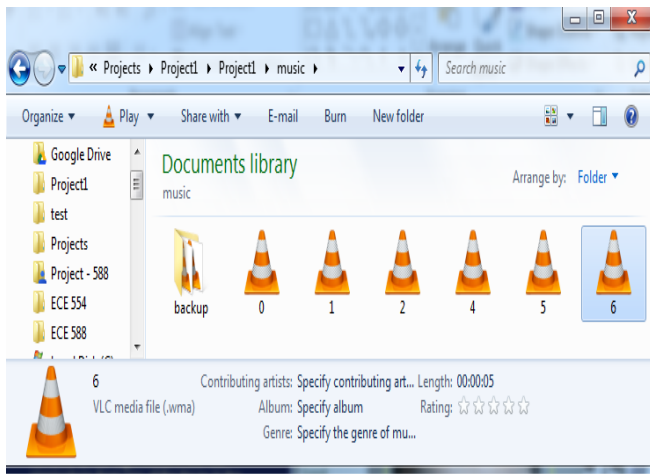 « Projects ▸ Project1 ▸ Project1 ▸ music ▸ Search music
Organize ▾ Play ▾ Share with ▾ E-mail Burn New folder
Google Drive
Project1
test
Projects
Project - 588
ECE 554
ECE 588
Documents library
music
Arrange by: Folder ▾
backup 0 1 2 4 5 6
6
VLC media file (.wma)
Contributing artists: Specify contributing art...
Album: Specify album
Genre: Specify the genre of mu...
Length: 00:00:05
Rating: ☆☆☆☆☆